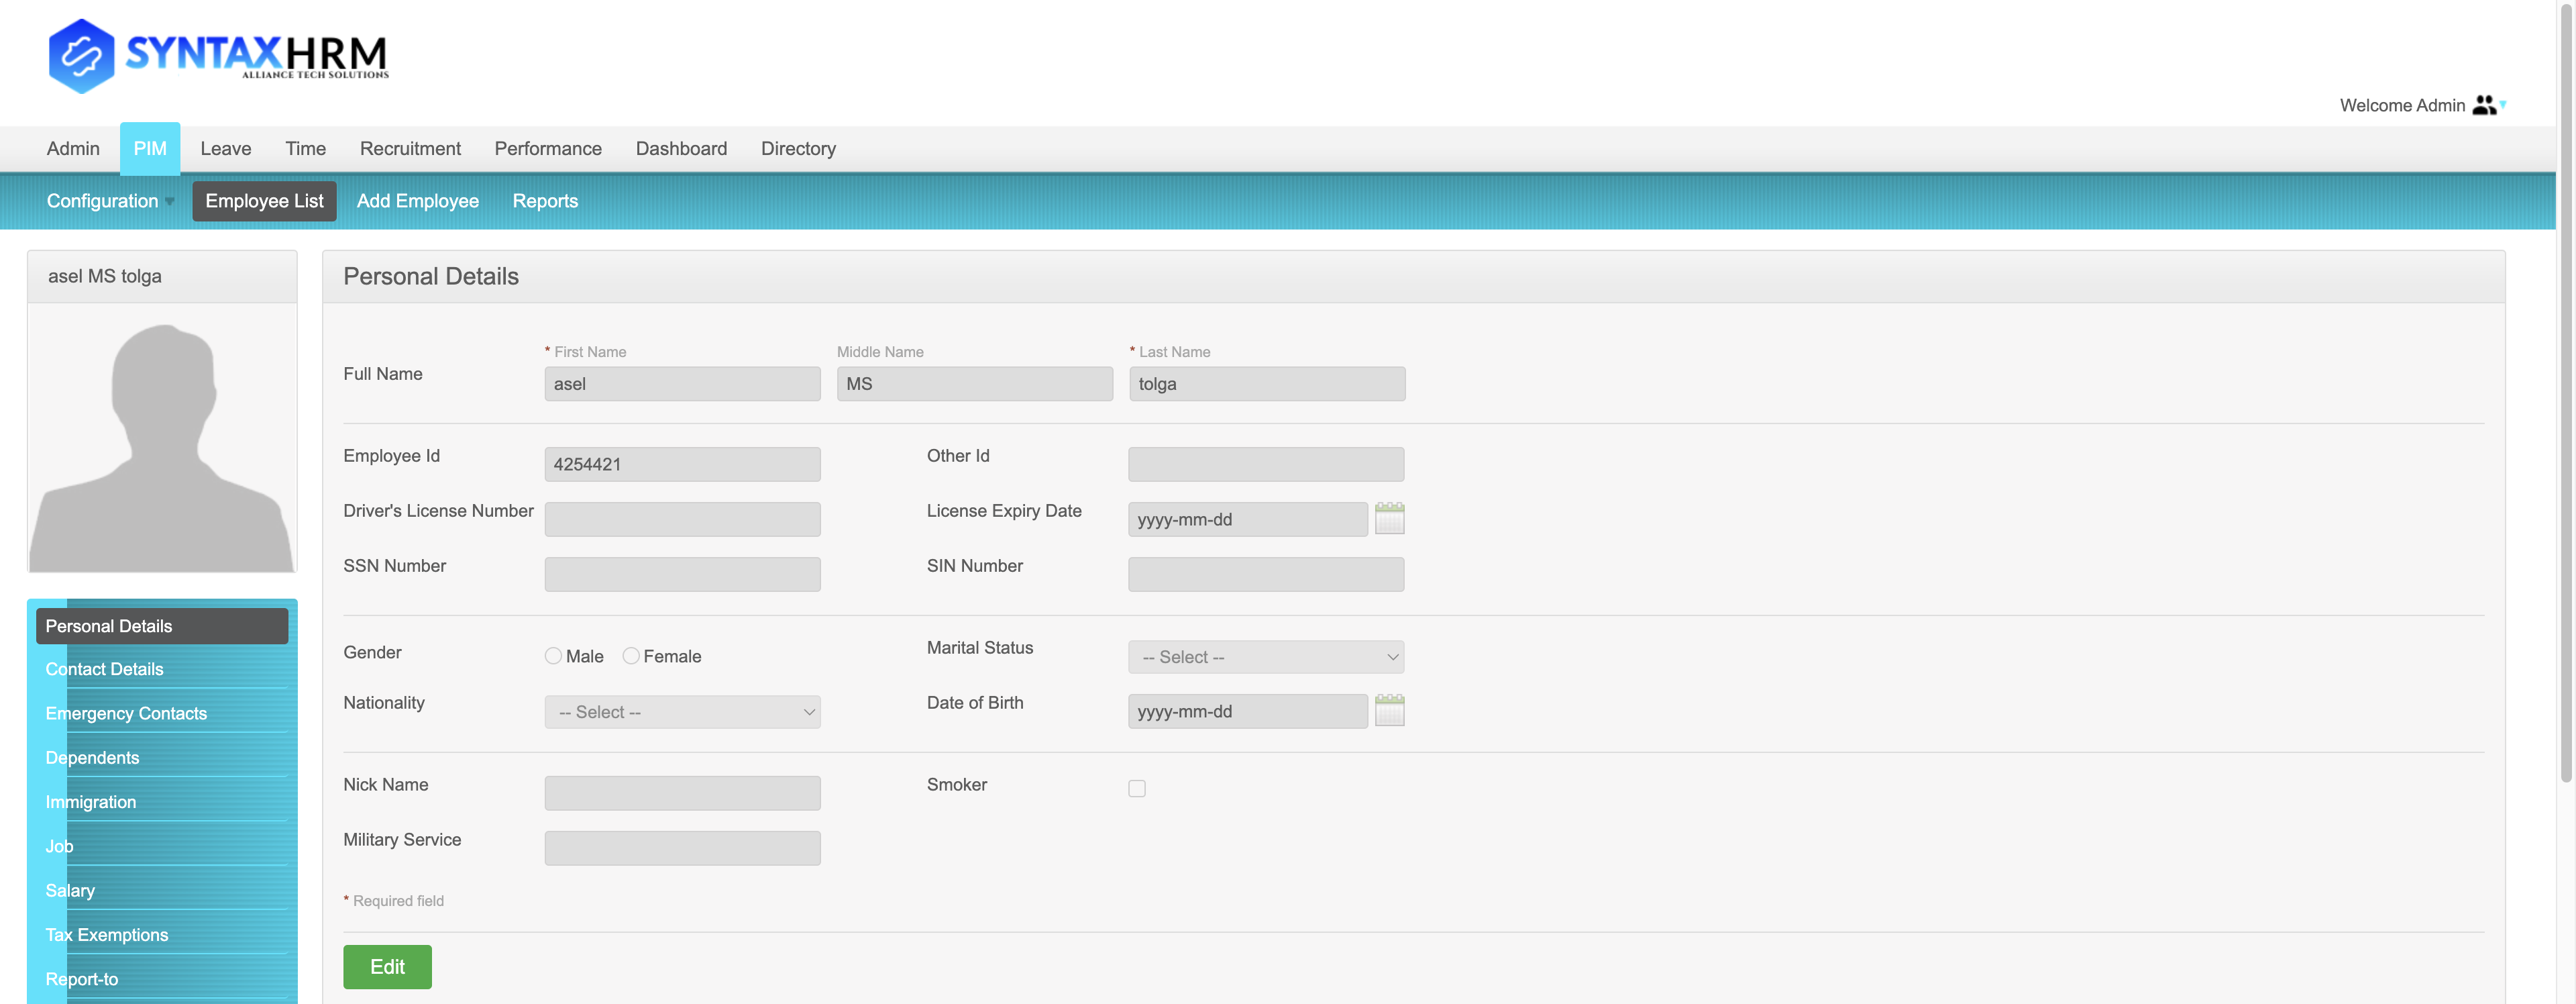 SYNTAXHRM
ALLIANCE TECH SOLUTIONS
Welcome Admin
Admin PIM Leave Time Recruitment Performance Dashboard Directory
Configuration Employee List Add Employee Reports
asel MS tolga
Personal Details
Contact Details
Emergency Contacts
Dependents
Immigration
Job
Salary
Tax Exemptions
Report-to
Personal Details
* First Name Middle Name * Last Name
Full Name asel MS tolga
Employee Id 4254421 Other Id
Driver's License Number License Expiry Date yyyy-mm-dd
SSN Number SIN Number
Gender Male Female Marital Status -- Select --
Nationality -- Select -- Date of Birth yyyy-mm-dd
Nick Name Smoker
Military Service
* Required field
Edit